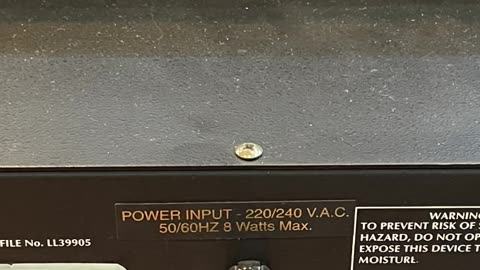 POWER INPUT - 220/240 V.A.C.
50/60HZ 8 Watts Max.
FILE No. LL39905
WARNING
TO PREVENT RISK OF S
HAZARD, DO NOT OP
EXPOSE THIS DEVICE T
MOISTURE.